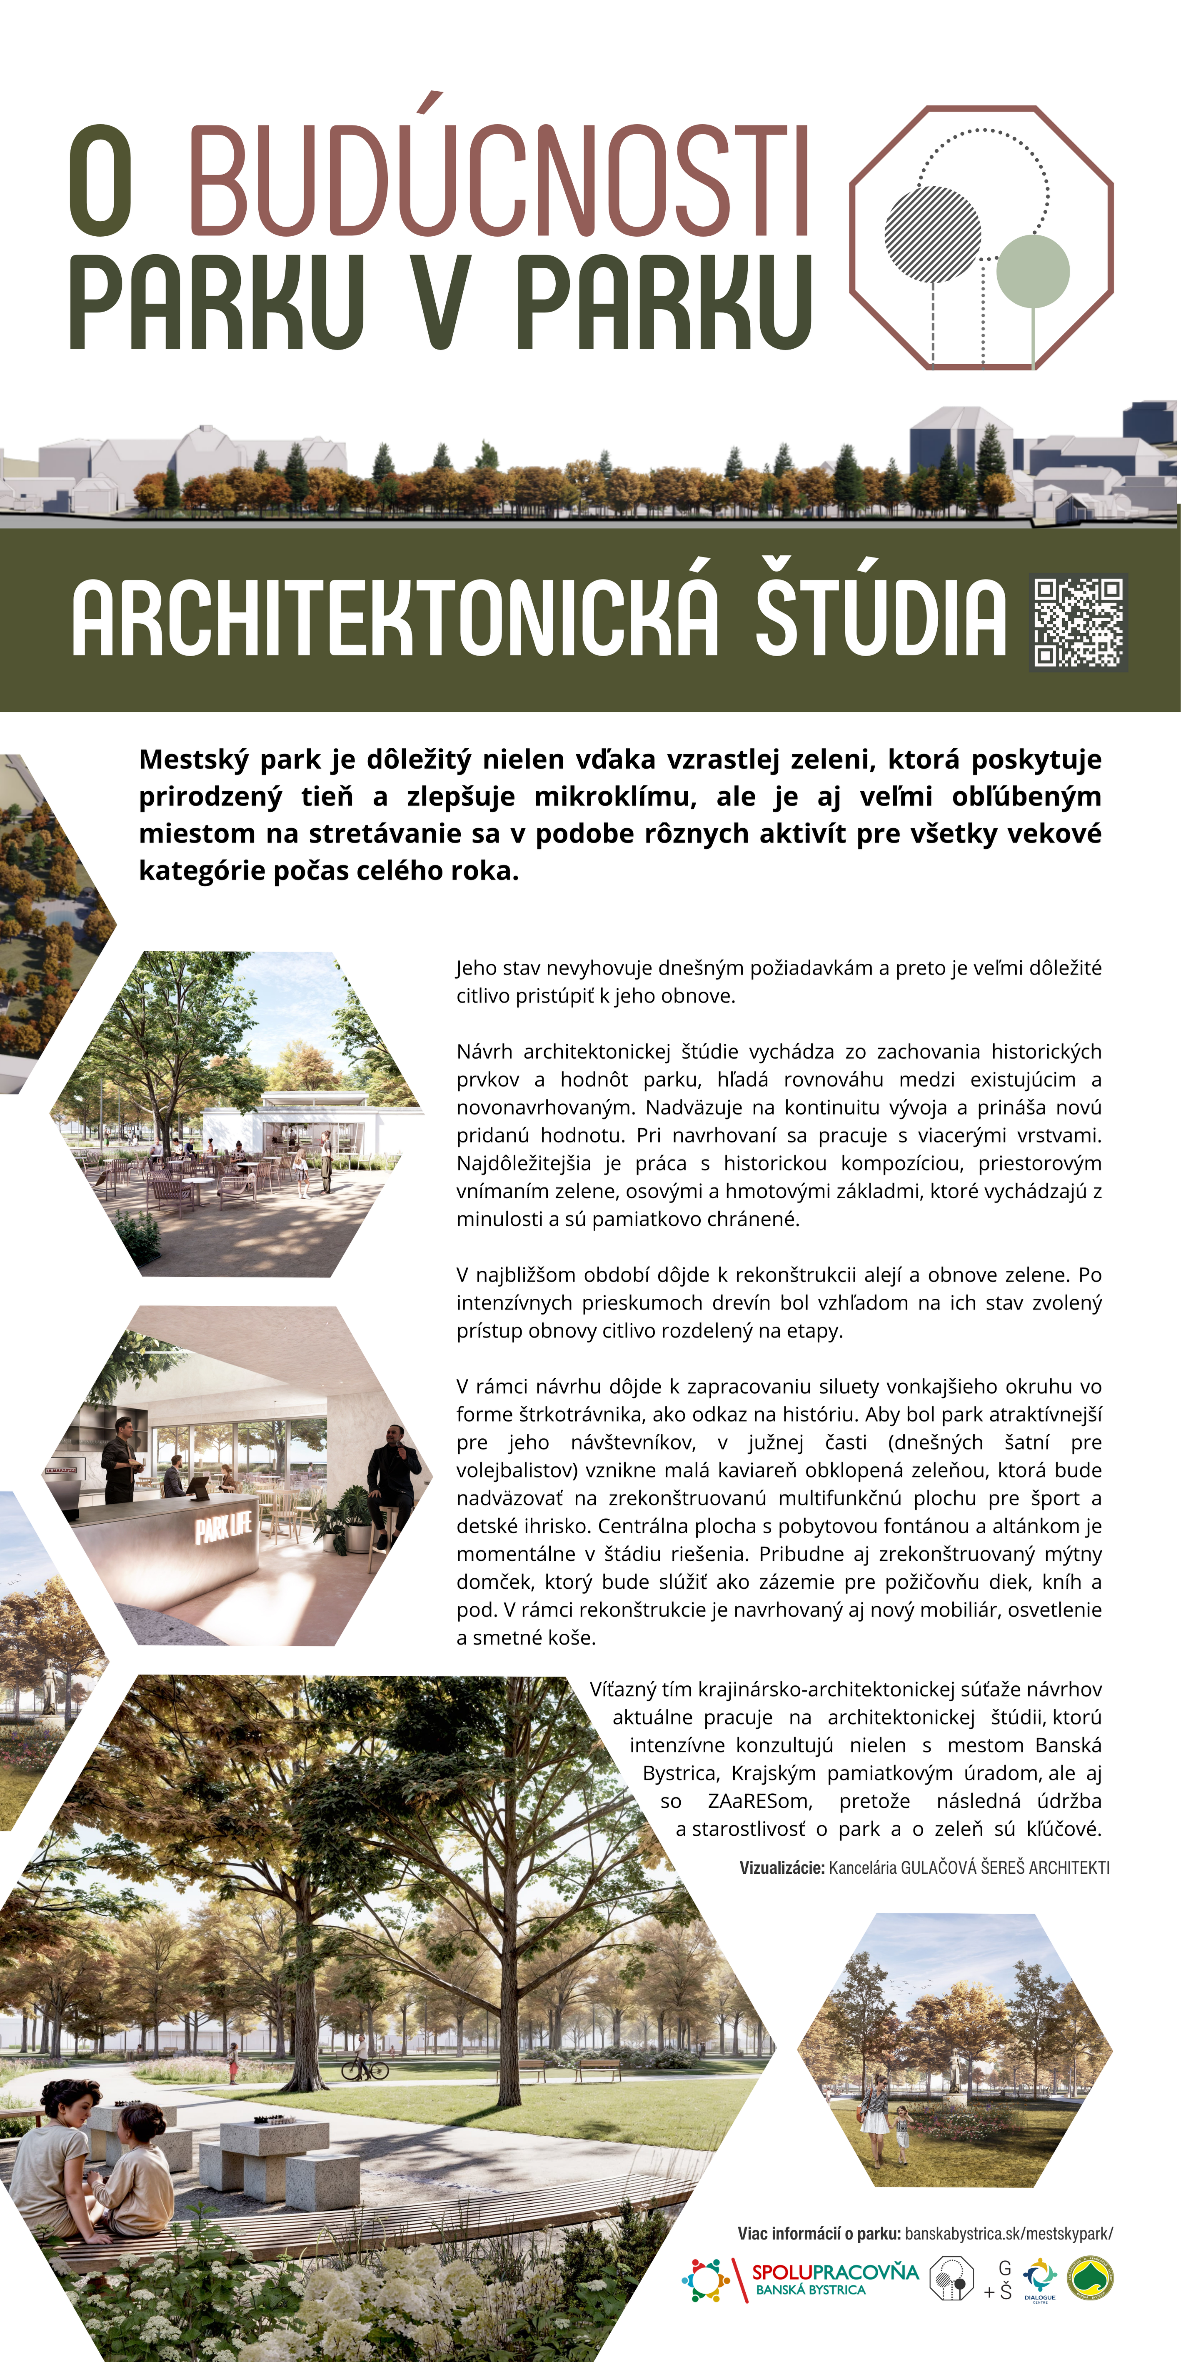 O BUDÚCNOSTI
PARKU V PARKU
ARCHITEKTONICKÁ ŠTÚDIA
Mestský park je dôležitý nielen vďaka vzrastlej zeleni, ktorá poskytuje
prirodzený tieň a zlepšuje mikroklímu, ale je aj veľmi obľúbeným
miestom na stretávanie sa v podobe rôznych aktivít pre všetky vekové
kategórie počas celého roka.
Jeho stav nevyhovuje dnešným požiadavkám a preto je veľmi dôležité
citlivo pristúpiť k jeho obnove.
Návrh architektonickej štúdie vychádza zo zachovania historických
prvkov a hodnôt parku, hľadá rovnováhu medzi existujúcim a
novonavrhovaným. Nadväzuje na kontinuitu vývoja a prináša novú
pridanú hodnotu. Pri navrhovaní sa pracuje s viacerými vrstvami.
Najdôležitejšia je práca s historickou kompozíciou, priestorovým
vnímaním zelene, osovými a hmotovými základmi, ktoré vychádzajú z
minulosti a sú pamiatkovo chránené.
V najbližšom období dôjde k rekonštrukcii alejí a obnove zelene. Po
intenzívnych prieskumoch drevín bol vzhľadom na ich stav zvolený
prístup obnovy citlivo rozdelený na etapy.
V rámci návrhu dôjde k zapracovaniu siluety vonkajšieho okruhu vo
forme štrkotrávnika, ako odkaz na históriu. Aby bol park atraktívnejší
pre jeho návštevníkov, v južnej časti (dnešných šatní pre
volejbalistov) vznikne malá kaviareň obklopená zeleňou, ktorá bude
nadväzovať na zrekonštruovanú multifunkčnú plochu pre šport a
detské ihrisko. Centrálna plocha s pobytovou fontánou a altánkom je
momentálne v štádiu riešenia. Pribudne aj zrekonštruovaný mýtny
domček, ktorý bude slúžiť ako zázemie pre požičovňu diek, kníh a
pod. V rámci rekonštrukcie je navrhovaný aj nový mobiliár, osvetlenie
a smetné koše.
PARK LIFE
Víťazný tím krajinársko-architektonickej súťaže návrhov
aktuálne pracuje na architektonickej štúdii, ktorú
intenzívne konzultujú nielen s mestom Banská
Bystrica, Krajským pamiatkovým úradom, ale aj
so ZAaRESom, pretože následná údržba
a starostlivosť o park a o zeleň sú kľúčové.
Vizualizácie: Kancelária GULAČOVÁ ŠEREŠ ARCHITEKTI
Viac informácií o parku: banskabystrica.sk/mestskypark/
SPOLUPRACOVŇA
BANSKÁ BYSTRICA
G
+ Š
DIALOGUE
CENTRE